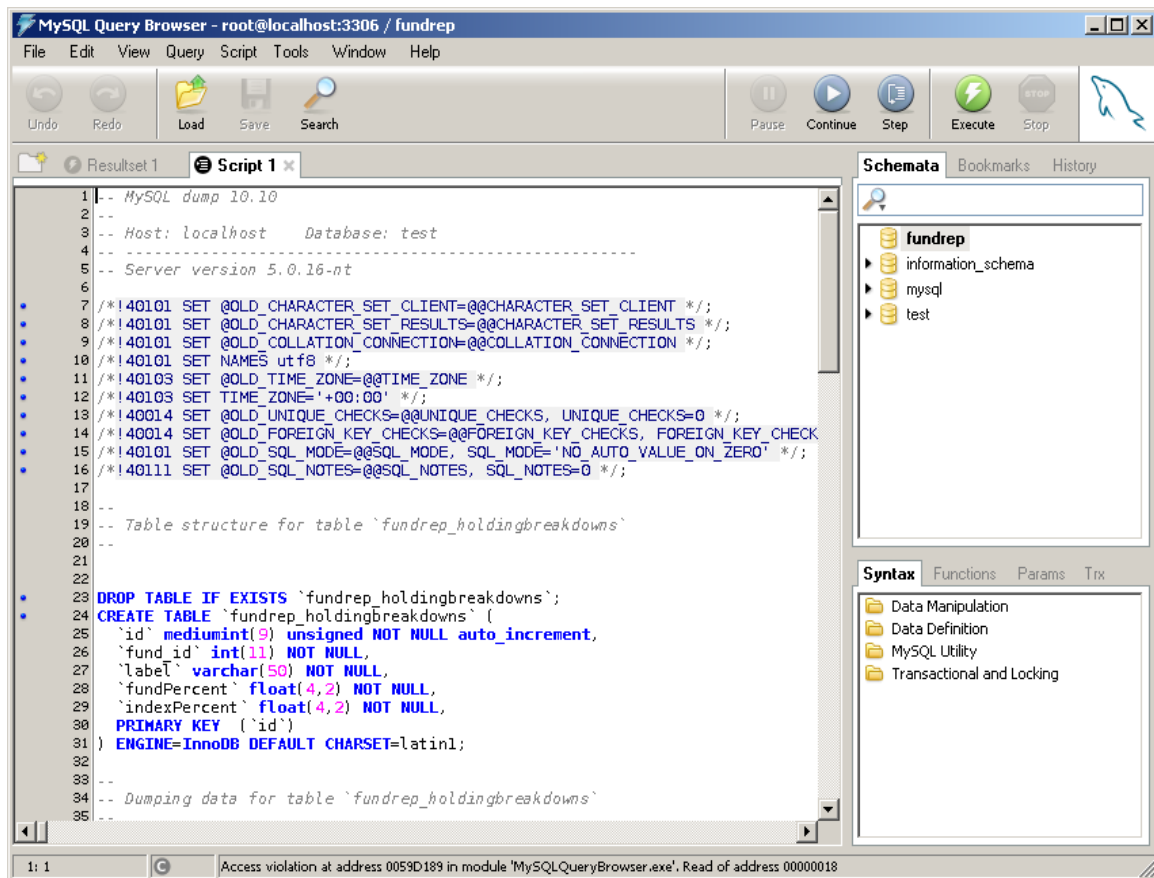 MySQL Query Browser - root@localhost:3306 / fundrep
File Edit View Query Script Tools Window Help
Undo Redo Load Save Search Pause Continue Step Execute STOP Stop
Resultset 1 Script 1
1 -- MySQL dump 10.10
2 --
3 -- Host: localhost    Database: test
4 -- ------------------------------------------------------
5 -- Server version 5.0.16-nt
6
7 /*!40101 SET @OLD_CHARACTER_SET_CLIENT=@@CHARACTER_SET_CLIENT */;
8 /*!40101 SET @OLD_CHARACTER_SET_RESULTS=@@CHARACTER_SET_RESULTS */;
9 /*!40101 SET @OLD_COLLATION_CONNECTION=@@COLLATION_CONNECTION */;
10 /*!40101 SET NAMES utf8 */;
11 /*!40103 SET @OLD_TIME_ZONE=@@TIME_ZONE */;
12 /*!40103 SET TIME_ZONE='+00:00' */;
13 /*!40014 SET @OLD_UNIQUE_CHECKS=@@UNIQUE_CHECKS, UNIQUE_CHECKS=0 */;
14 /*!40014 SET @OLD_FOREIGN_KEY_CHECKS=@@FOREIGN_KEY_CHECKS, FOREIGN_KEY_CHECK
15 /*!40101 SET @OLD_SQL_MODE=@@SQL_MODE, SQL_MODE='NO_AUTO_VALUE_ON_ZERO' */;
16 /*!40111 SET @OLD_SQL_NOTES=@@SQL_NOTES, SQL_NOTES=0 */;
17
18 --
19 -- Table structure for table `fundrep_holdingbreakdowns`
20 --
21
22
23 DROP TABLE IF EXISTS `fundrep_holdingbreakdowns`;
24 CREATE TABLE `fundrep_holdingbreakdowns` (
25   `id` mediumint(9) unsigned NOT NULL auto_increment,
26   `fund_id` int(11) NOT NULL,
27   `label` varchar(50) NOT NULL,
28   `fundPercent` float(4,2) NOT NULL,
29   `indexPercent` float(4,2) NOT NULL,
30   PRIMARY KEY  (`id`)
31 ) ENGINE=InnoDB DEFAULT CHARSET=latin1;
32
33 --
34 -- Dumping data for table `fundrep_holdingbreakdowns`
35 --
Schemata Bookmarks History
fundrep
information_schema
mysql
test
Syntax Functions Params Trx
Data Manipulation
Data Definition
MySQL Utility
Transactional and Locking
1: 1 Access violation at address 0059D189 in module 'MySQLQueryBrowser.exe'. Read of address 00000018